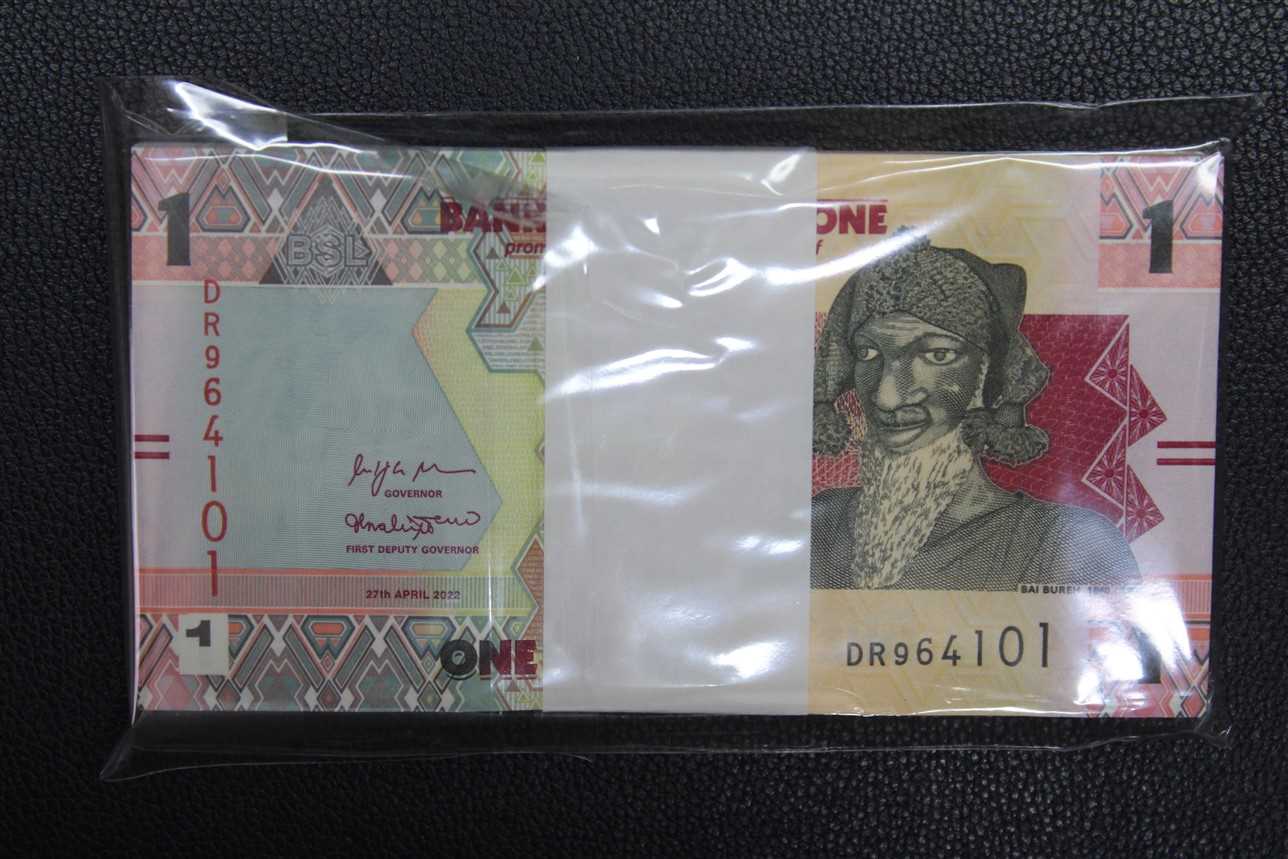 1
BSL
BANK
ONE
1
prom
f
DR964101
GOVERNOR
FIRST DEPUTY GOVERNOR
27th APRIL 2022
BAI BUREH
1
ONE
DR964101
1